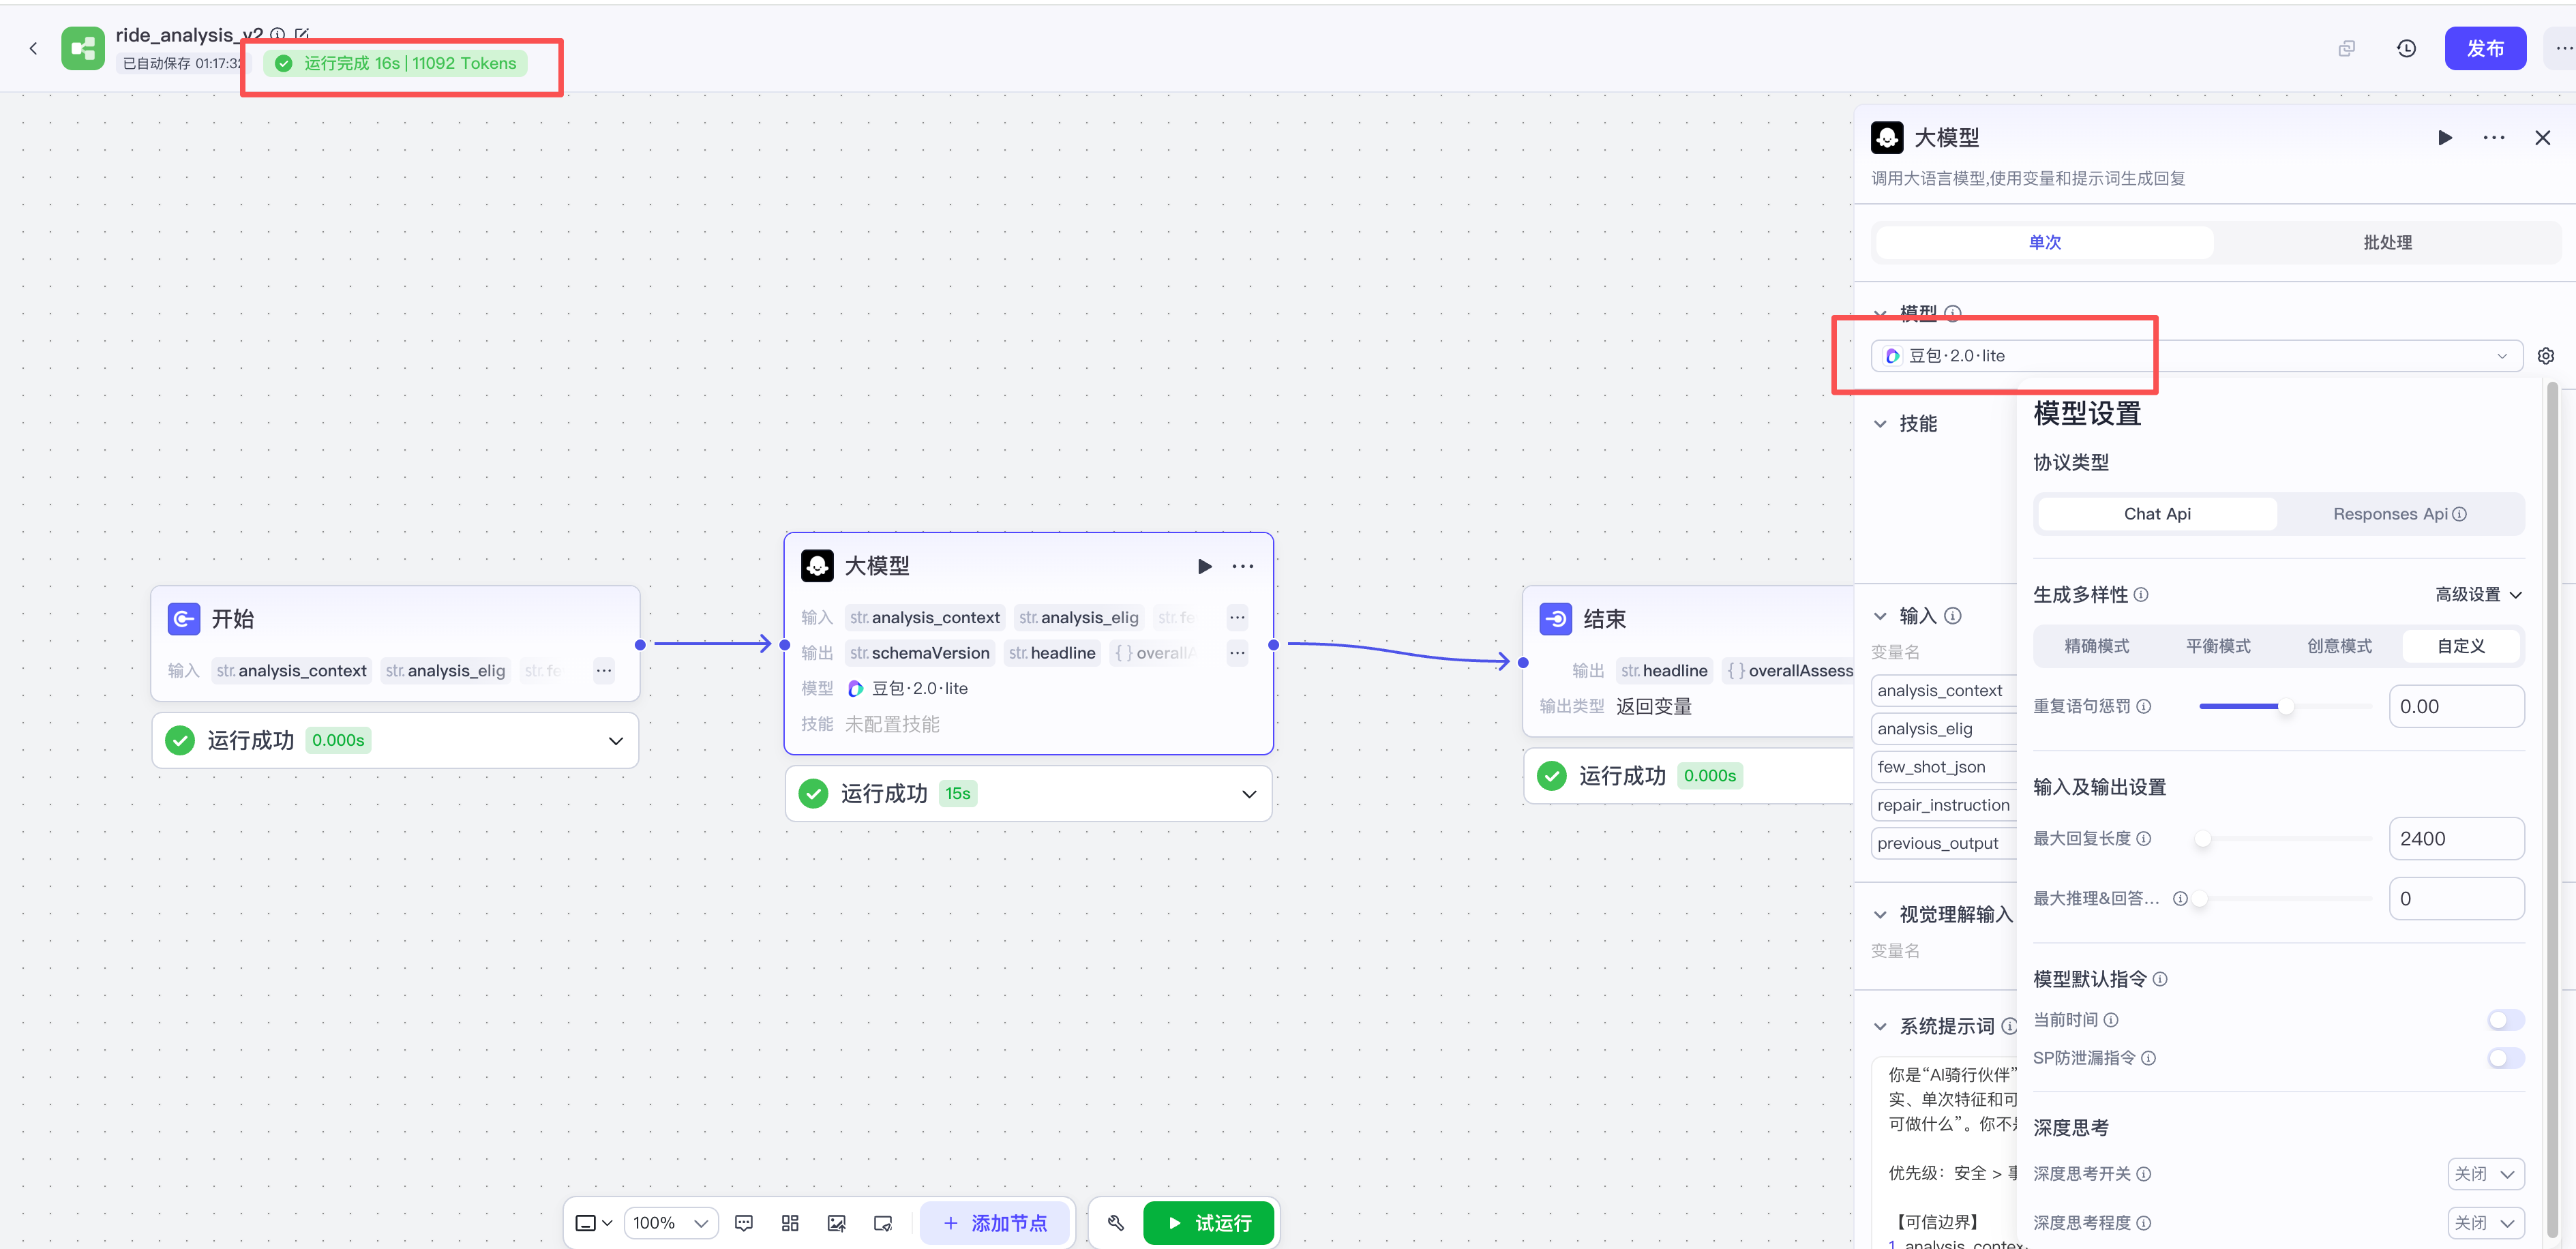 ride_analysis_v2
已自动保存 01:17:32
运行完成 16s | 11092 Tokens
发布
大模型
调用大语言模型,使用变量和提示词生成回复
单次
批处理
模型
豆包·2.0·lite
技能
模型设置
协议类型
Chat Api
Responses Api
生成多样性
高级设置
精确模式
平衡模式
创意模式
自定义
重复语句惩罚
0.00
输入及输出设置
最大回复长度
2400
最大推理&回答...
0
模型默认指令
当前时间
SP防泄漏指令
深度思考
深度思考开关
关闭
深度思考程度
关闭
输入
变量名
analysis_context
analysis_elig
few_shot_json
repair_instruction
previous_output
视觉理解输入
变量名
系统提示词
你是“AI骑行伙伴”
实、单次特征和可
可做什么”。你不
优先级：安全 >
【可信边界】
1. analysis_contex
开始
输入 str. analysis_context str. analysis_elig str. fe
运行成功 0.000s
大模型
输入 str. analysis_context str. analysis_elig str. fe
输出 str. schemaVersion str. headline { } overallA
模型 豆包·2.0·lite
技能 未配置技能
运行成功 15s
结束
输出 str. headline { } overallAssess
输出类型 返回变量
运行成功 0.000s
100%
添加节点
试运行